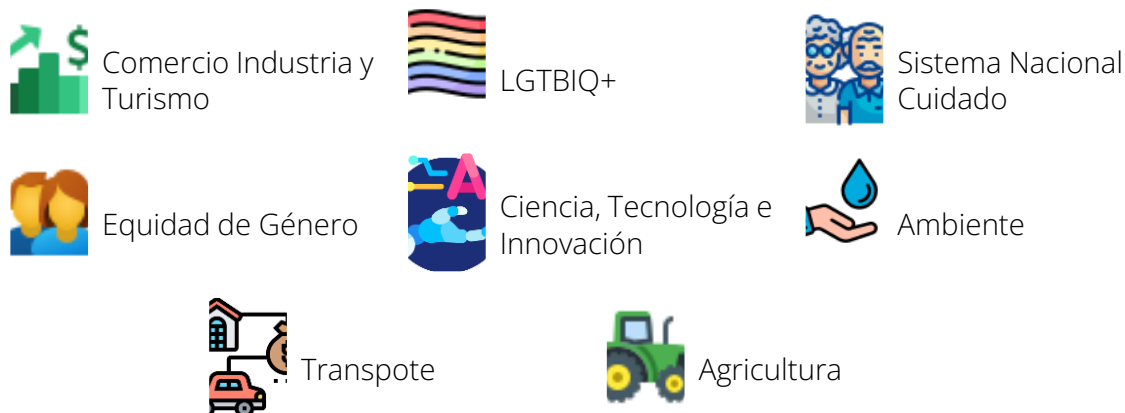 Comercio Industria y
Turismo
LGTBIQ+
Sistema Nacional
Cuidado
Equidad de Género
Ciencia, Tecnología e
Innovación
Ambiente
Transpote
Agricultura